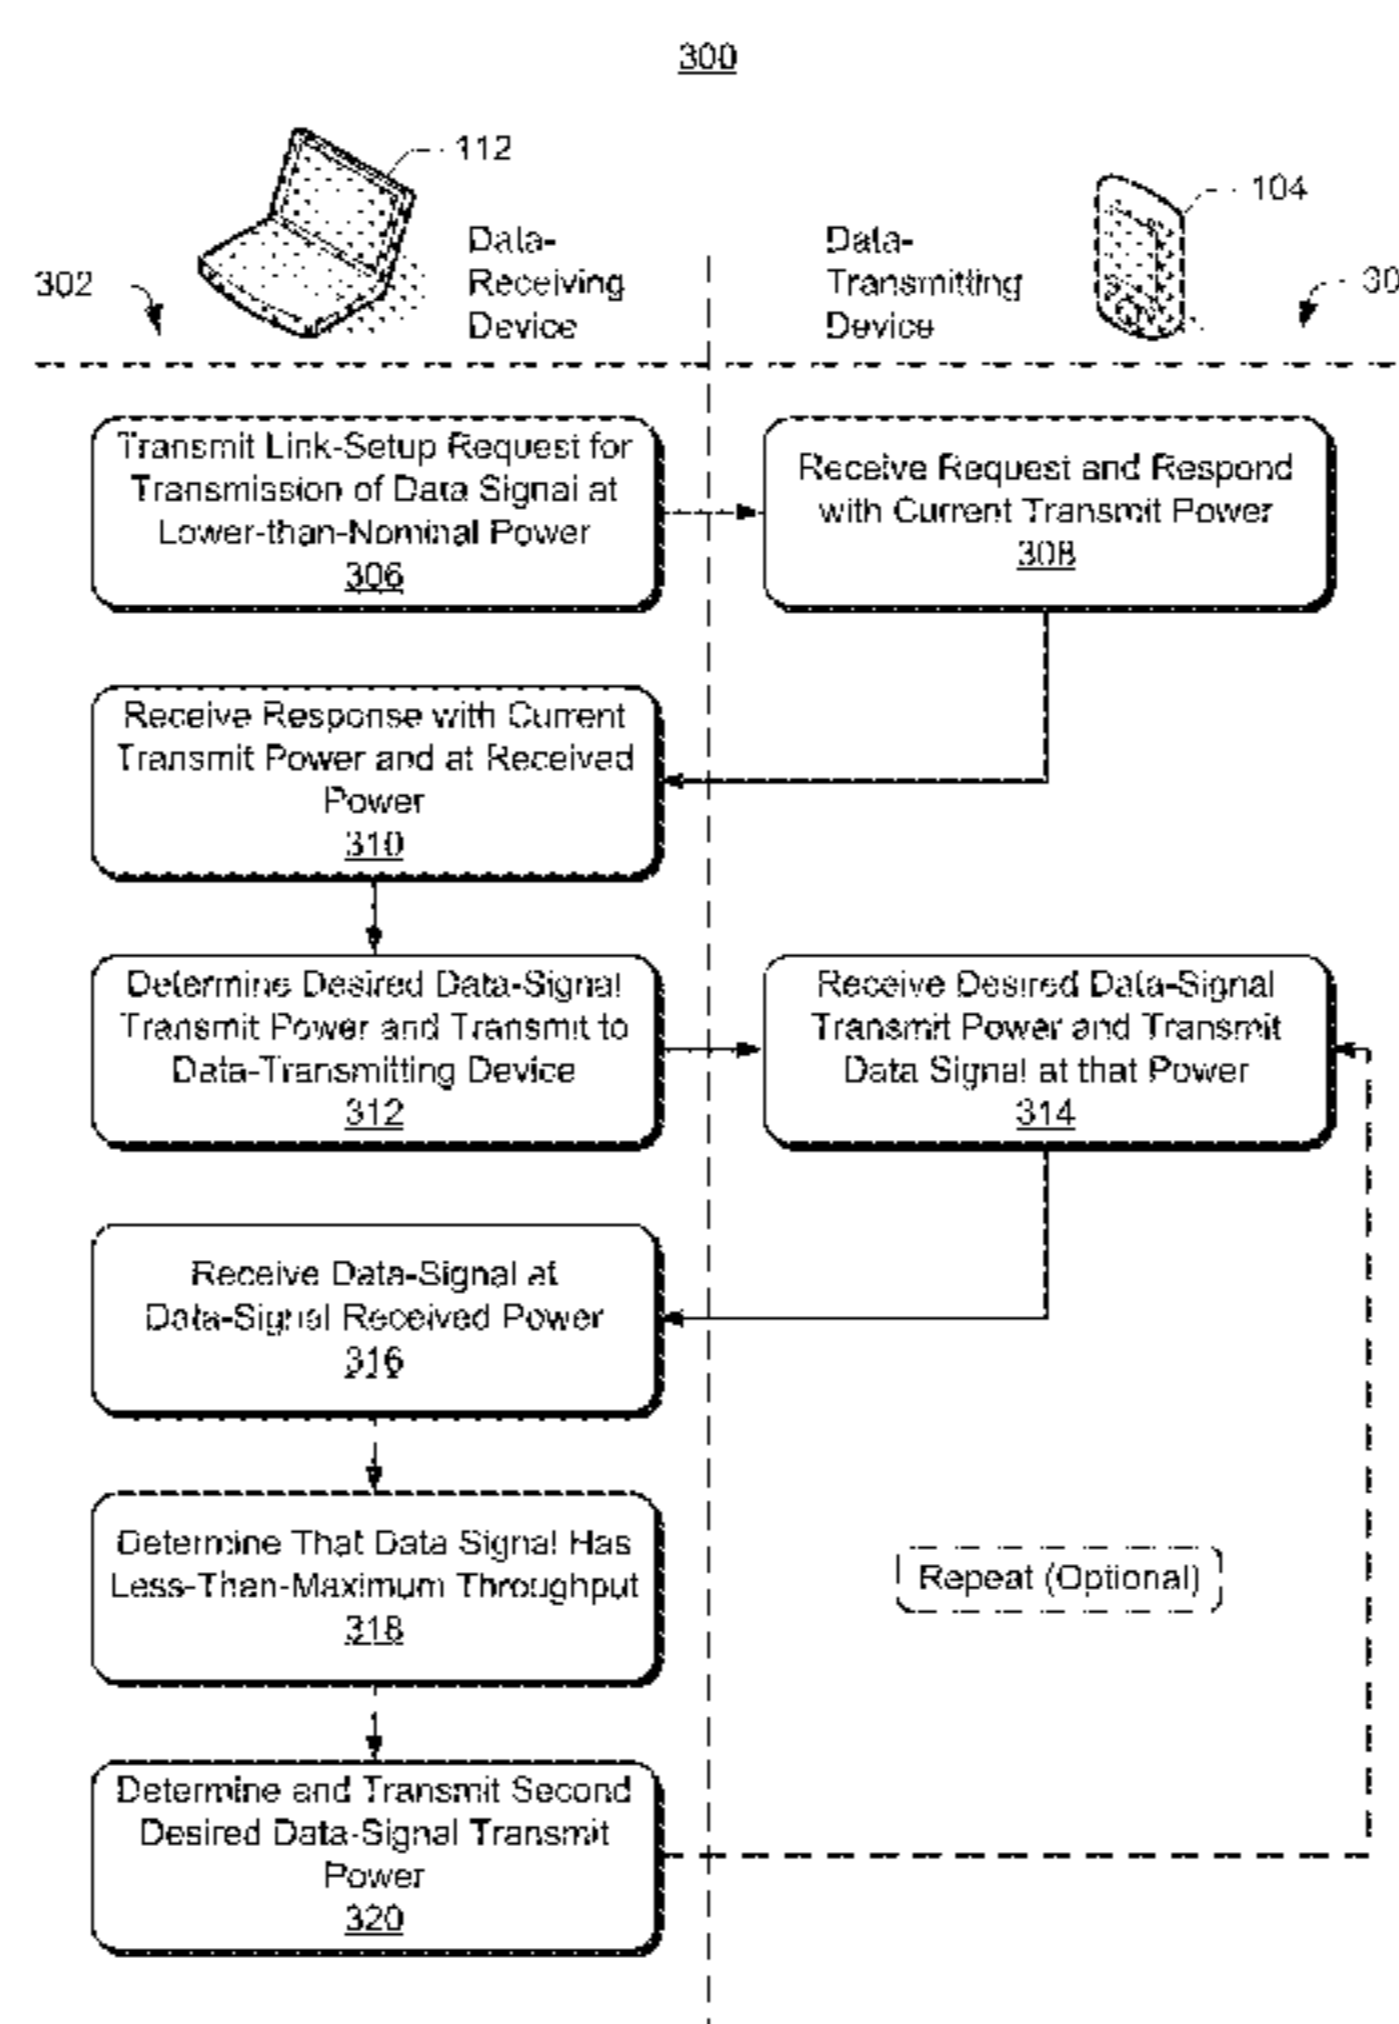 300
112
104
302
Data-
Receiving
Device
Data-
Transmitting
Device
30
Transmit Link-Setup Request for
Transmission of Data Signal at
Lower-than-Nominal Power
306
Receive Request and Respond
with Current Transmit Power
308
Receive Response with Current
Transmit Power and at Received
Power
310
Determine Desired Data-Signal
Transmit Power and Transmit to
Data-Transmitting Device
312
Receive Desired Data-Signal
Transmit Power and Transmit
Data Signal at that Power
314
Receive Data-Signal at
Data-Signal Received Power
316
Determine That Data Signal Has
Less-Than-Maximum Throughput
318
Repeat (Optional)
Determine and Transmit Second
Desired Data-Signal Transmit
Power
320